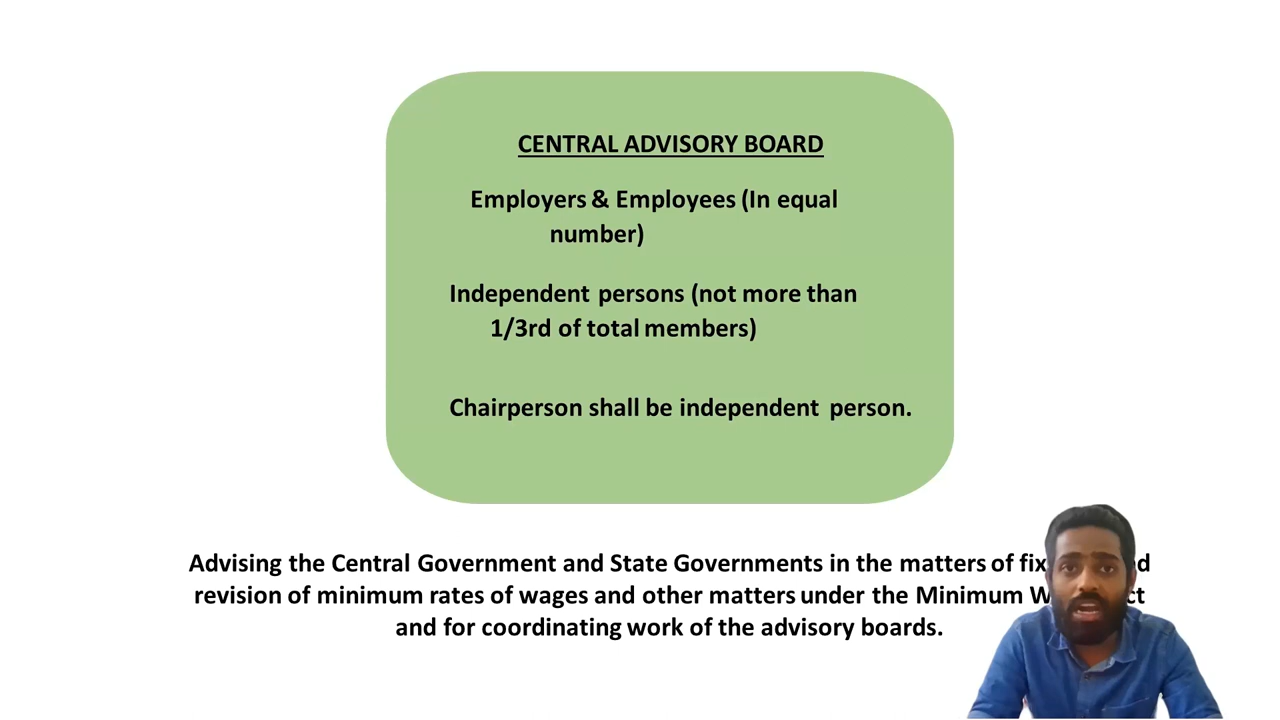 CENTRAL ADVISORY BOARD
Employers & Employees (In equal
number)
Independent persons (not more than
1/3rd of total members)
Chairperson shall be independent person.
Advising the Central Government and State Governments in the matters of
revision of minimum rates of wages and other matters under the Minimum
and for coordinating work of the advisory boards.